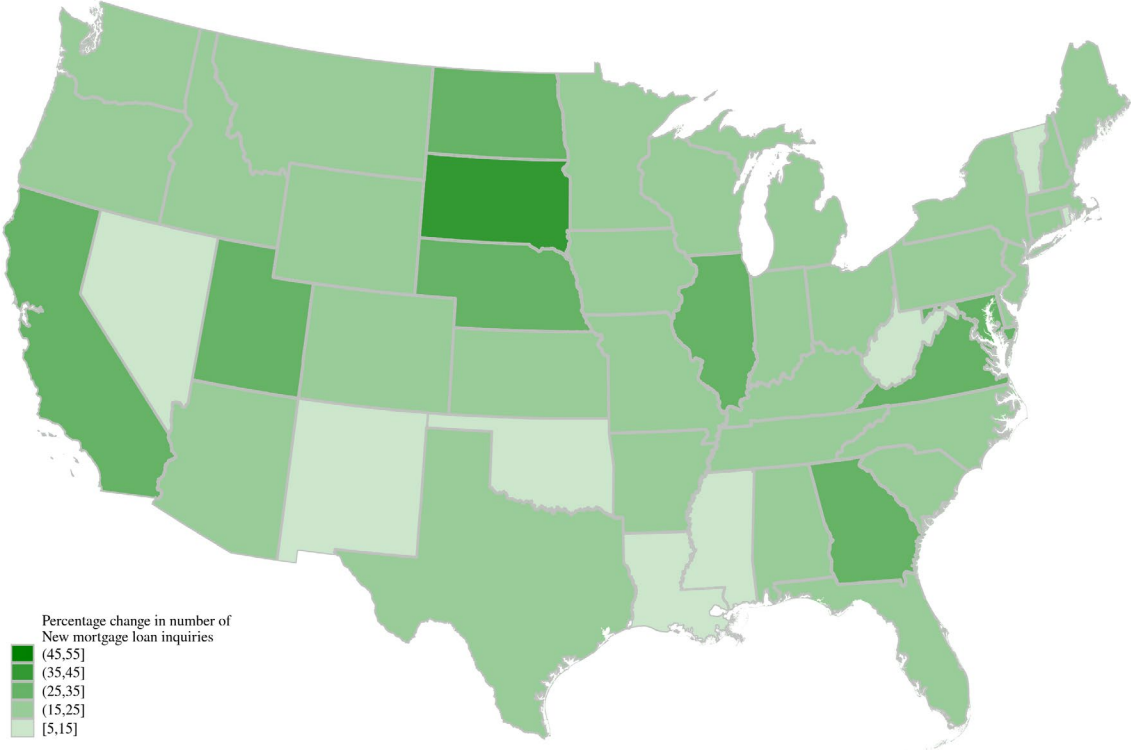 Percentage change in number of
New mortgage loan inquiries
(45,55]
(35,45]
(25,35]
(15,25]
[5,15]